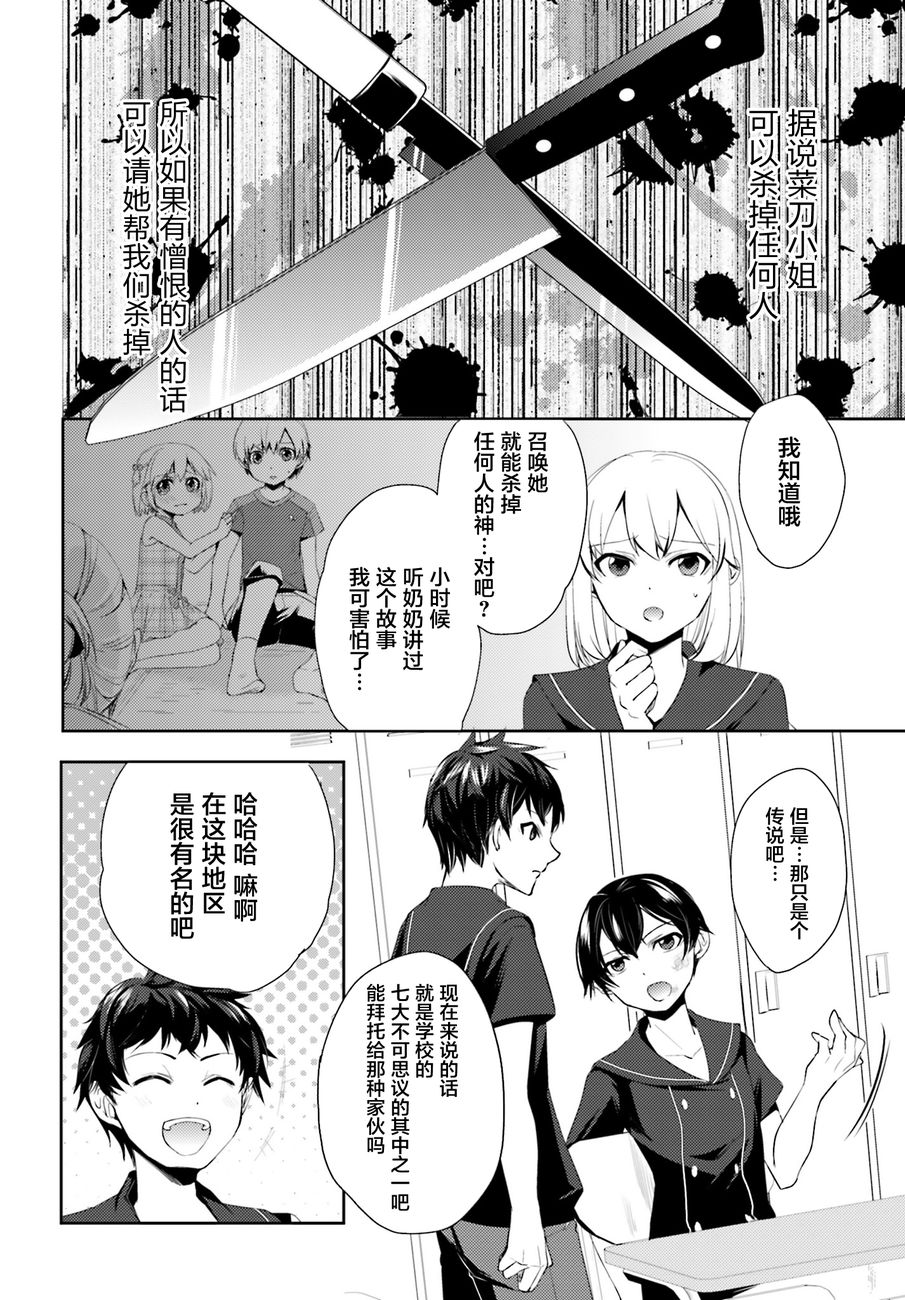 据说菜刀小姐
可以杀掉任何人
所以如果有憎恨的人的话
可以请她帮我们杀掉
我知道哦
召唤她
就能杀掉
任何人的神…对吧?
小时候
听奶奶讲过
这个故事
我可害怕了…
但是…那只是个
传说吧…
现在来说的话
就是学校的
七大不可思议的其中之一吧
能拜托给那种家伙吗
哈哈哈 嘛啊
在这块地区
是很有名的吧